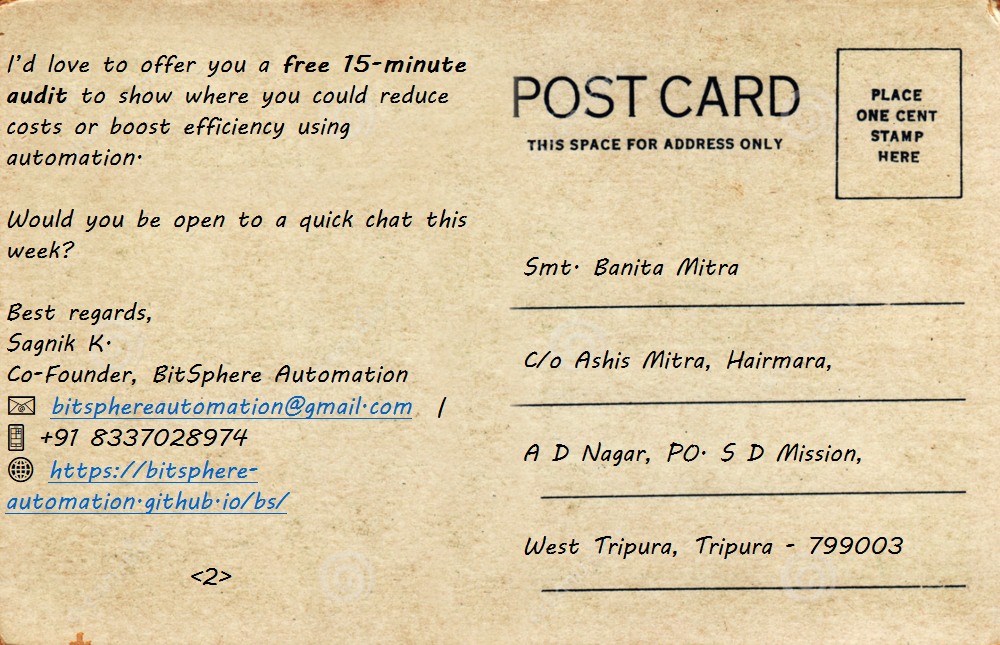 I'd love to offer you a free 15-minute
audit to show where you could reduce
costs or boost efficiency using
automation.
Would you be open to a quick chat this
week?
Best regards,
Sagnik K.
Co-Founder, BitSphere Automation
bitsphereautomation@gmail.com |
+91 8337028974
https://bitsphere-
automation.github.io/bs/
<2>
POST CARD
THIS SPACE FOR ADDRESS ONLY
PLACE
ONE CENT
STAMP
HERE
Smt. Banita Mitra
C/o Ashis Mitra, Hairmara,
A D Nagar, PO. S D Mission,
West Tripura, Tripura - 799003